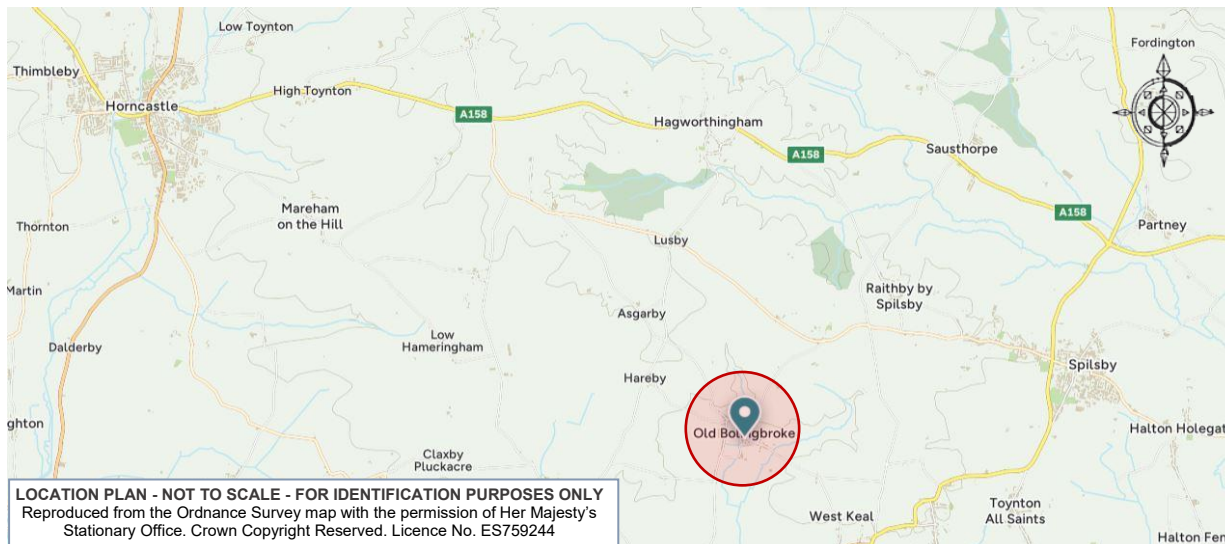 Low Toynton
Fordington
Thimbleby
High Toynton
Horncastle
A158
Hagworthingham
A158
Sausthorpe
Mareham
on the Hill
A158
Thornton
Partney
Lusby
Raithby by
Spilsby
Martin
Asgarby
Low
Hameringham
Dalderby
Spilsby
Hareby
ghton
Old Bolingbroke
Halton Holegat
Claxby
Pluckacre
LOCATION PLAN - NOT TO SCALE - FOR IDENTIFICATION PURPOSES ONLY
Reproduced from the Ordnance Survey map with the permission of Her Majesty's
Stationary Office. Crown Copyright Reserved. Licence No. ES759244
West Keal
Toynton
All Saints
Halton Fen